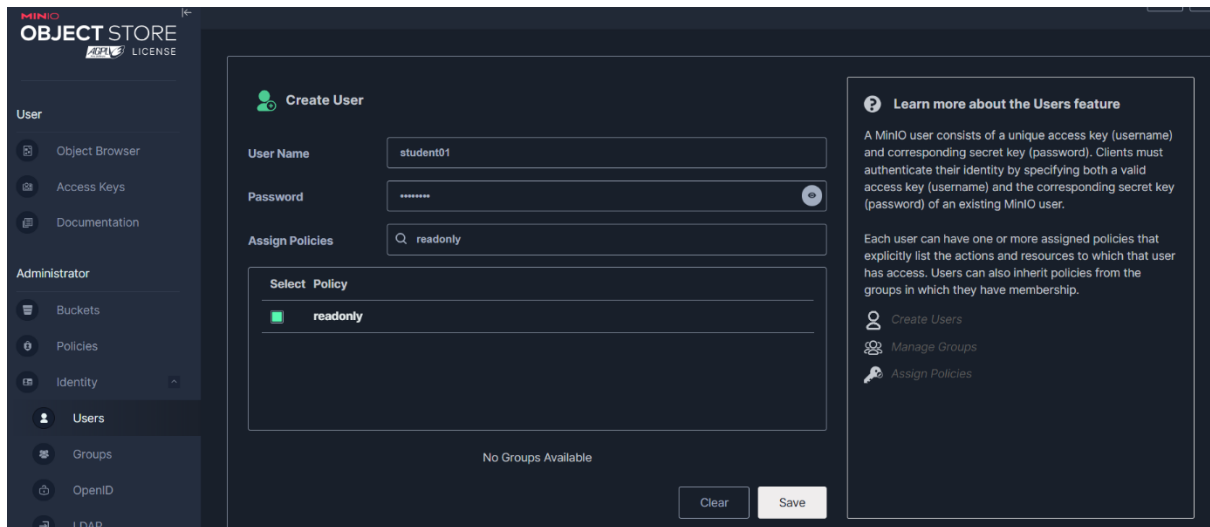 MINIO
OBJECT STORE
AGPLv3 LICENSE
User
Object Browser
Access Keys
Documentation
Administrator
Buckets
Policies
Identity
Users
Groups
OpenID
LDAP
Create User
User Name
student01
Password
••••••••
Assign Policies
readonly
Select Policy
readonly
No Groups Available
Clear
Save
Learn more about the Users feature
A MinIO user consists of a unique access key (username)
and corresponding secret key (password). Clients must
authenticate their identity by specifying both a valid
access key (username) and the corresponding secret key
(password) of an existing MinIO user.
Each user can have one or more assigned policies that
explicitly list the actions and resources to which that user
has access. Users can also inherit policies from the
groups in which they have membership.
Create Users
Manage Groups
Assign Policies